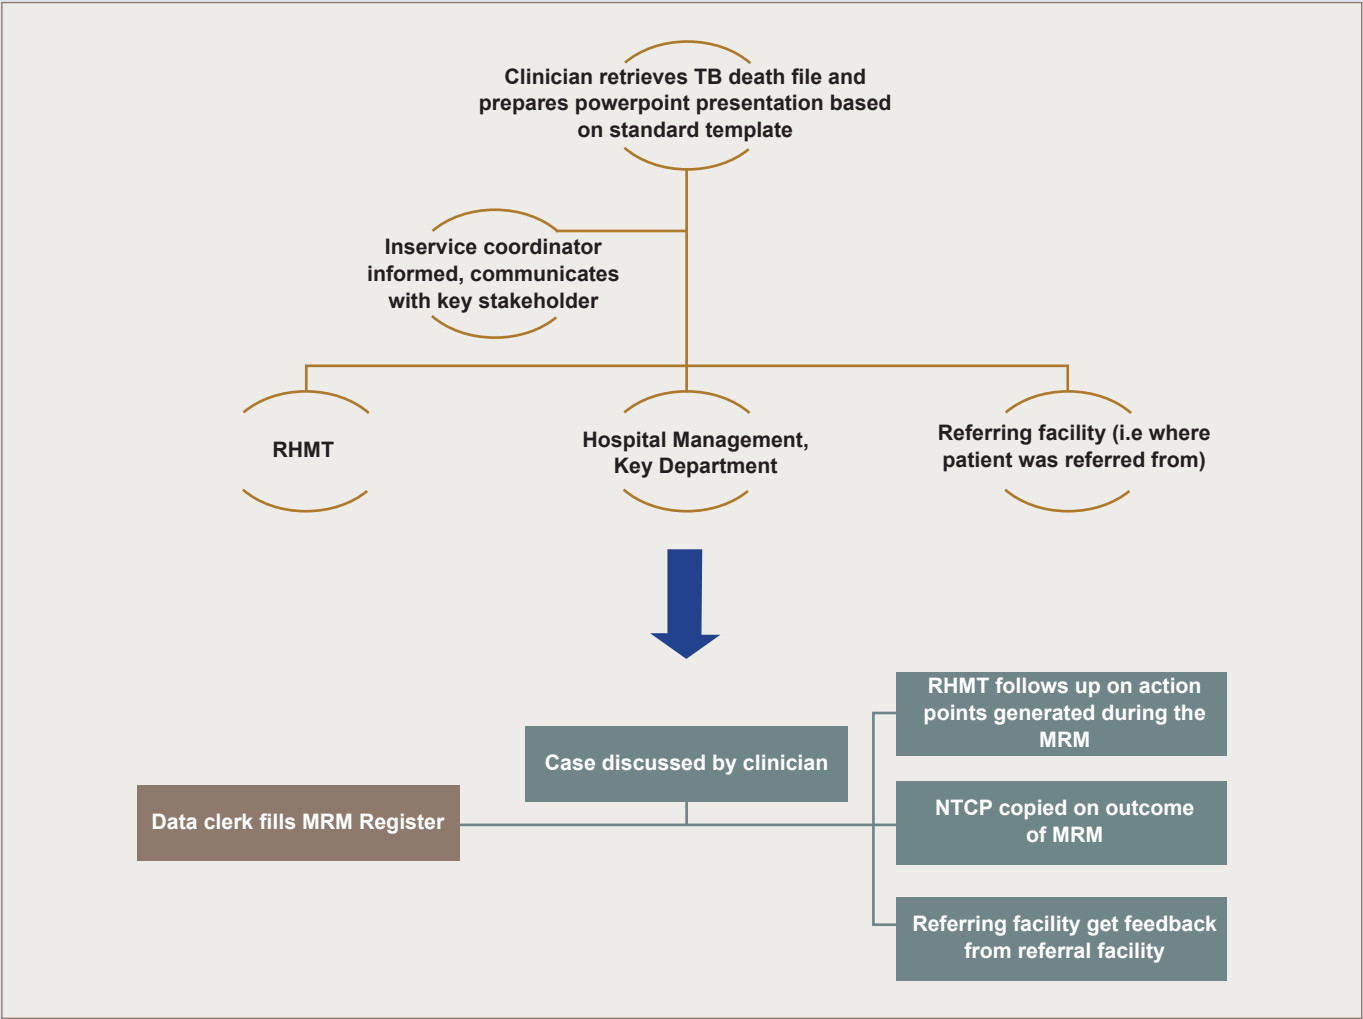 Clinician retrieves TB death file and
prepares powerpoint presentation based
on standard template
Inservice coordinator
informed, communicates
with key stakeholder
RHMT
Hospital Management,
Key Department
Referring facility (i.e where
patient was referred from)
RHMT follows up on action
points generated during the
MRM
Case discussed by clinician
Data clerk fills MRM Register
NTCP copied on outcome
of MRM
Referring facility get feedback
from referral facility